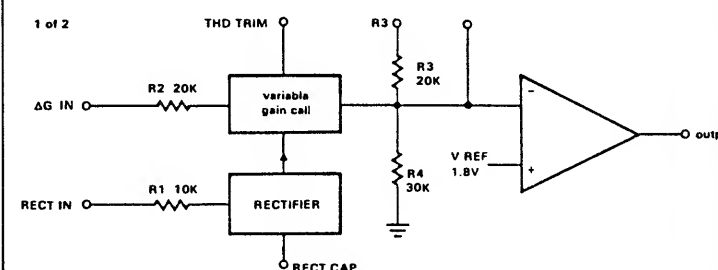 1 of 2
THD TRIM
R3
R3
20K
R2 20K
ΔG IN
variabla
gain call
−
outp
V REF
1.8V
+
R4
30K
R1 10K
RECT IN
RECTIFIER
RECT CAP